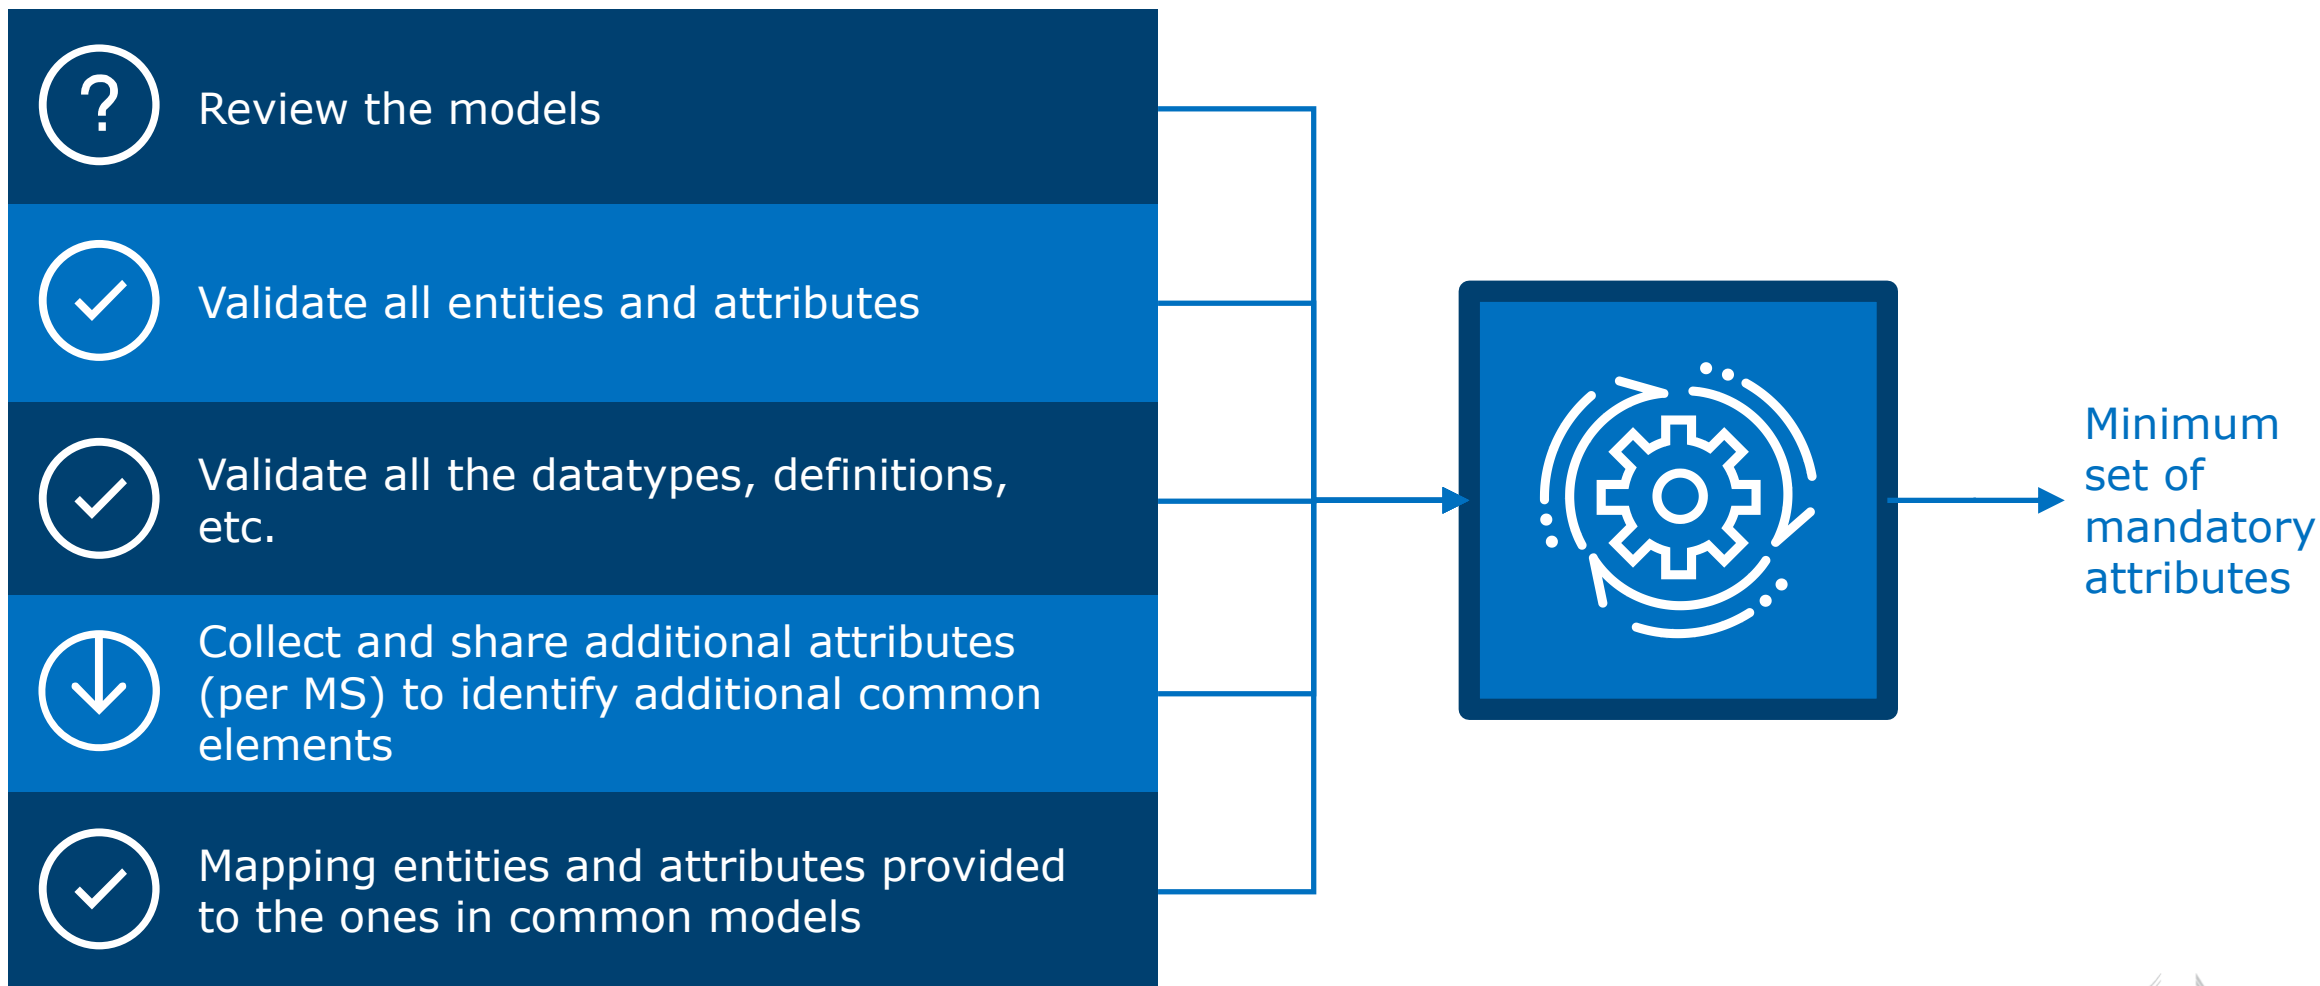 ?
Review the models
Validate all entities and attributes
Validate all the datatypes, definitions,
etc.
Collect and share additional attributes
(per MS) to identify additional common
elements
Mapping entities and attributes provided
to the ones in common models
Minimum
set of
mandatory
attributes